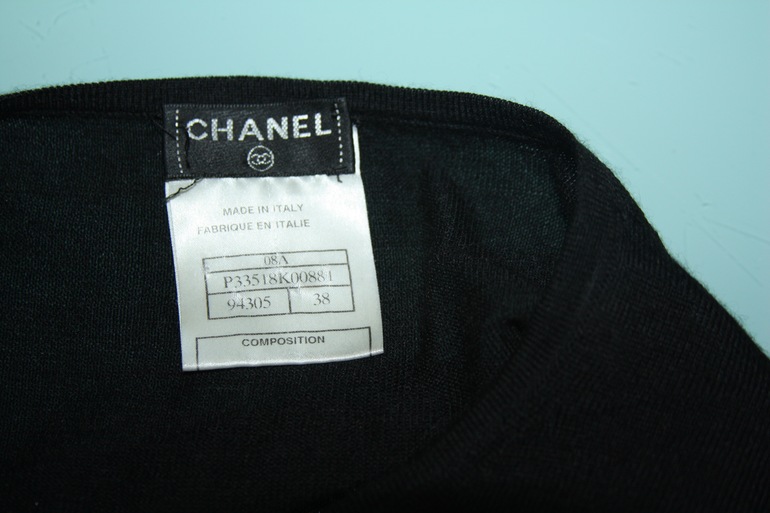 CHANEL
MADE IN ITALY
FABRIQUE EN ITALIE
08A
P33518K00881
94305 38
COMPOSITION